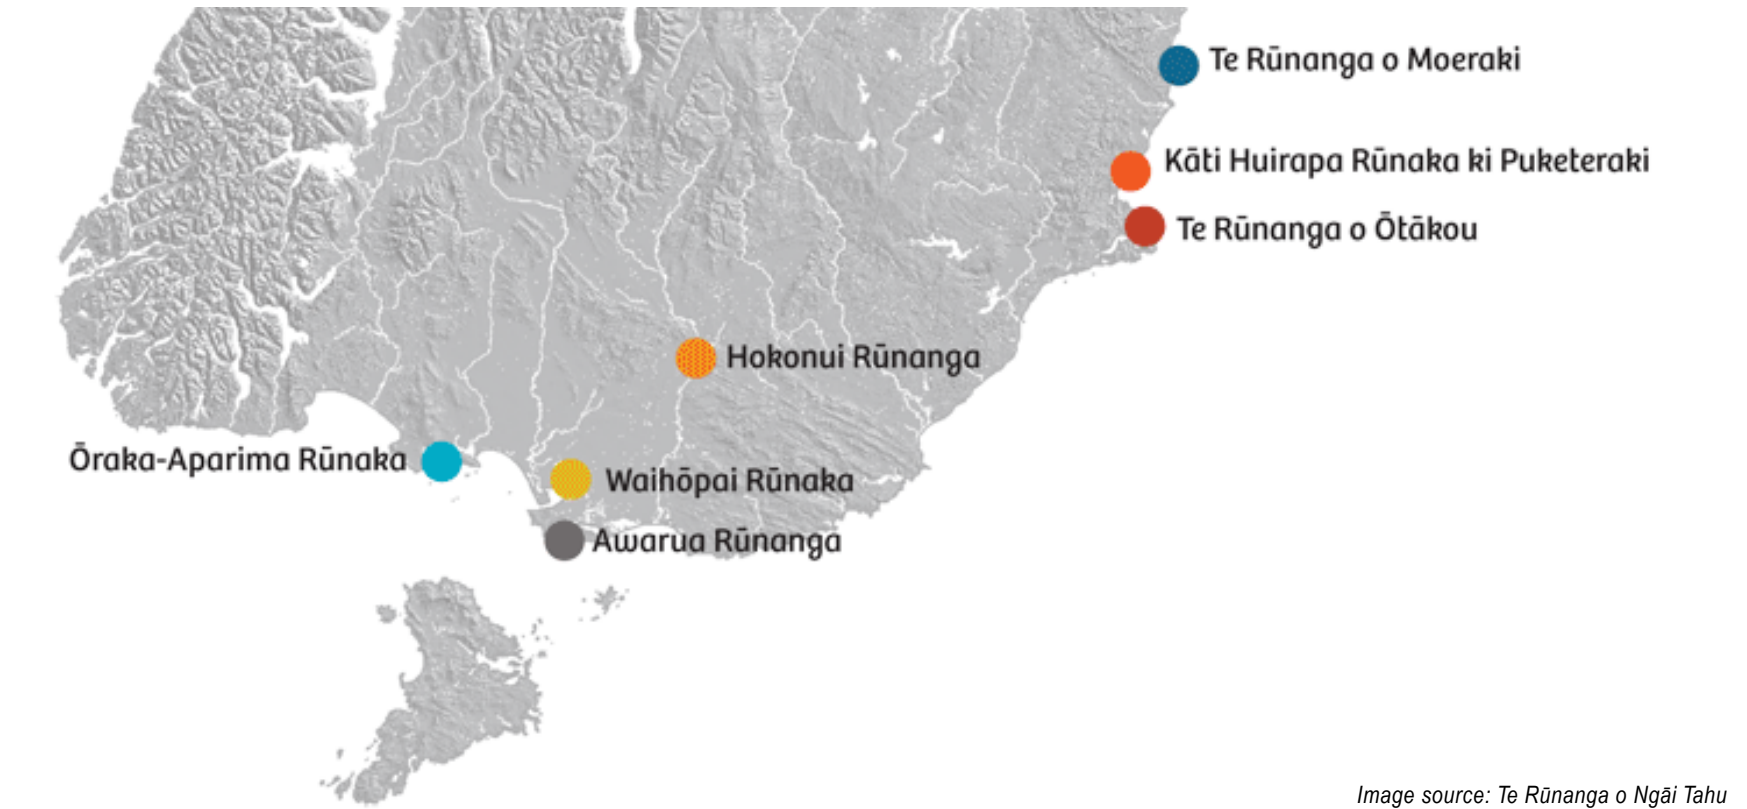 Te Rūnanga o Moeraki
Kāti Huirapa Rūnaka ki Puketeraki
Te Rūnanga o Ōtākou
Hokonui Rūnanga
Ōraka-Aparima Rūnaka
Waihōpai Rūnaka
Awarua Rūnanga
Image source: Te Rūnanga o Ngāi Tahu